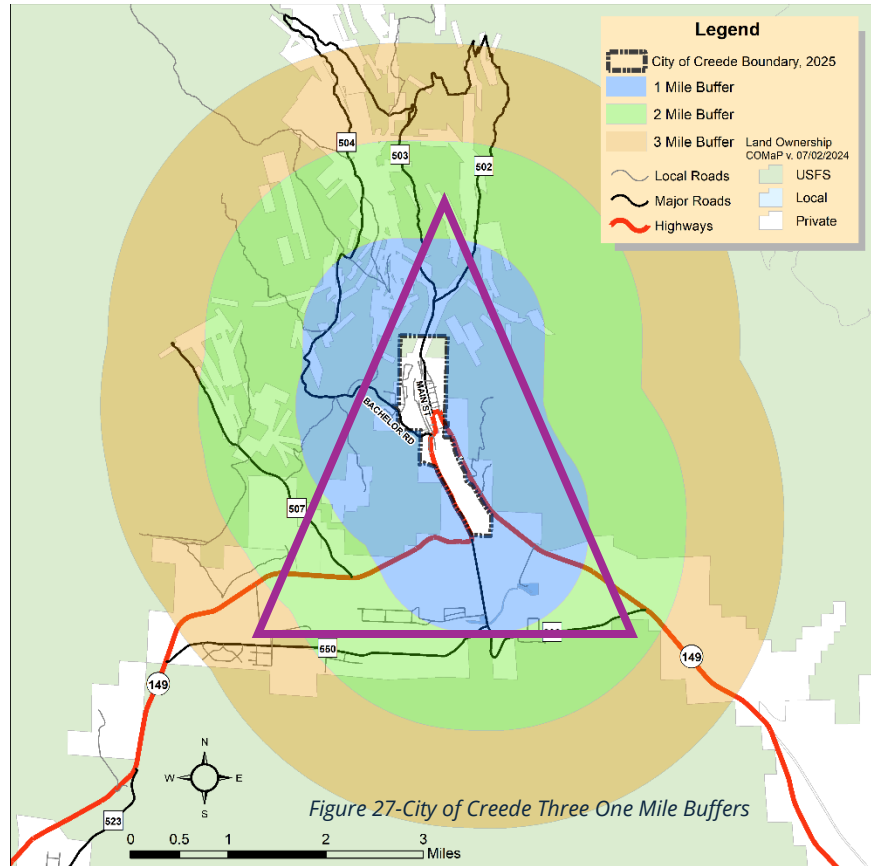 Legend
City of Creede Boundary, 2025
1 Mile Buffer
2 Mile Buffer
3 Mile Buffer
Land Ownership
COMaP v. 07/02/2024
Local Roads
USFS
Major Roads
Local
Highways
Private
504
503
502
MAIN ST
BACHELOR RD
507
550
149
149
523
N
W E
S
Figure 27-City of Creede Three One Mile Buffers
0 0.5 1 2 3
Miles